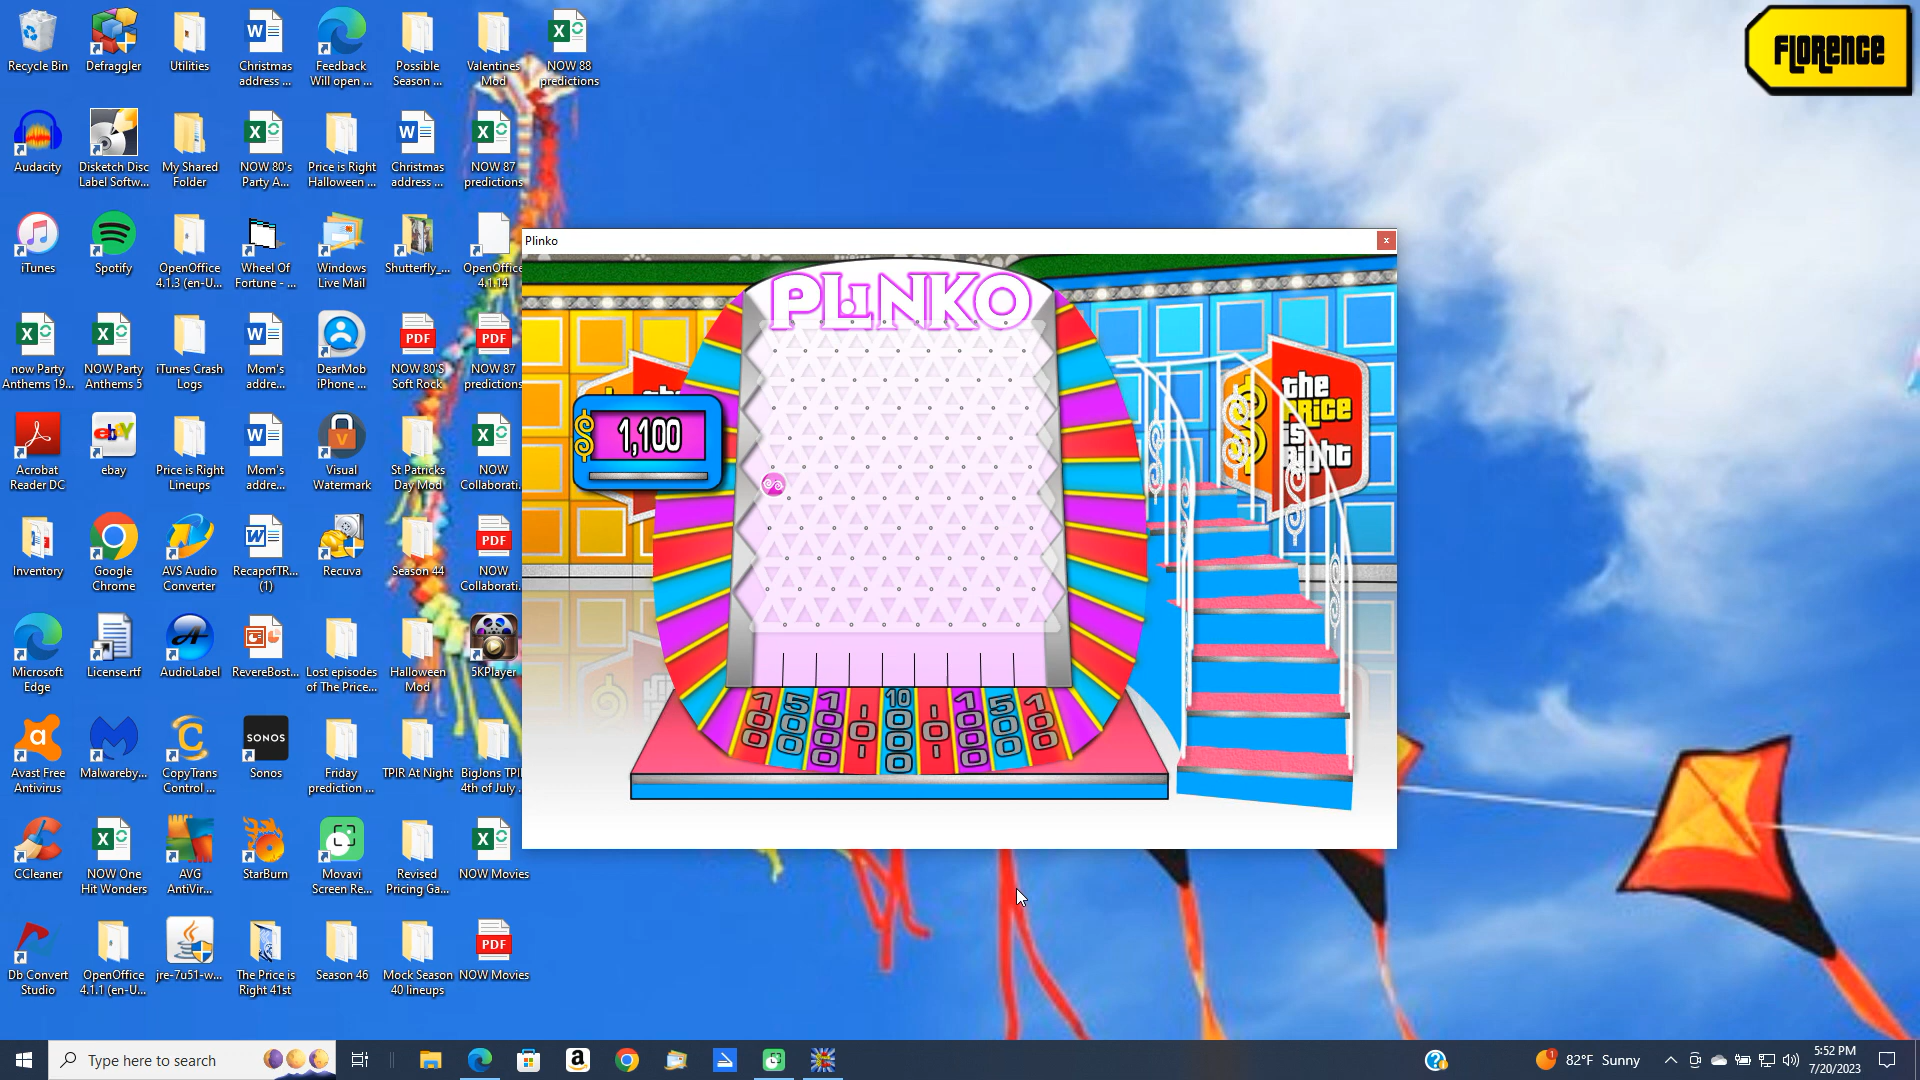 Recycle Bin
Defraggler
Utilities
Christmas
address ...
Feedback
Will open ...
Possible
Season ...
Valentines
Mod
NOW 88
predictions
FLORENCE
Audacity
Disketch Disc
Label Softw...
My Shared
Folder
NOW 80's
Party A...
Price is Right
Halloween ...
Christmas
address ...
NOW 87
predictions
iTunes
Spotify
OpenOffice
4.1.3 (en-U...
Wheel Of
Fortune - ...
Windows
Live Mail
Shutterfly_...
OpenOffice
4.1.14
Plinko
x
PLINKO
now Party
Anthems 19...
NOW Party
Anthems 5
iTunes Crash
Logs
Mom's
addre...
DearMob
iPhone ...
PDF
NOW 80'S
Soft Rock
PDF
NOW 87
predictions
$ 1,100
the
PRiCE
is
Right
Acrobat
Reader DC
ebay
ebay
Price is Right
Lineups
Mom's
addre...
Visual
Watermark
St Patricks
Day Mod
NOW
Collaborati...
Inventory
Google
Chrome
AVS Audio
Converter
RecapofTR...
(1)
Recuva
Season 44
PDF
NOW
Collaborati...
Microsoft
Edge
License.rtf
AudioLabel
RevereBost...
Lost episodes
of The Price...
Halloween
Mod
5KPlayer
100
500
1000
0
10000
0
1000
500
100
Avast Free
Antivirus
Malwareby...
CopyTrans
Control ...
SONOS
Sonos
Friday
prediction ...
TPIR At Night
BigJons TPI
4th of July ...
CCleaner
NOW One
Hit Wonders
AVG
AntiVir...
StarBurn
Movavi
Screen Re...
Revised
Pricing Ga...
NOW Movies
Db Convert
Studio
OpenOffice
4.1.1 (en-U...
jre-7u51-w...
The Price is
Right 41st
Season 46
Mock Season
40 lineups
PDF
NOW Movies
Type here to search
82°F Sunny
5:52 PM
7/20/2023